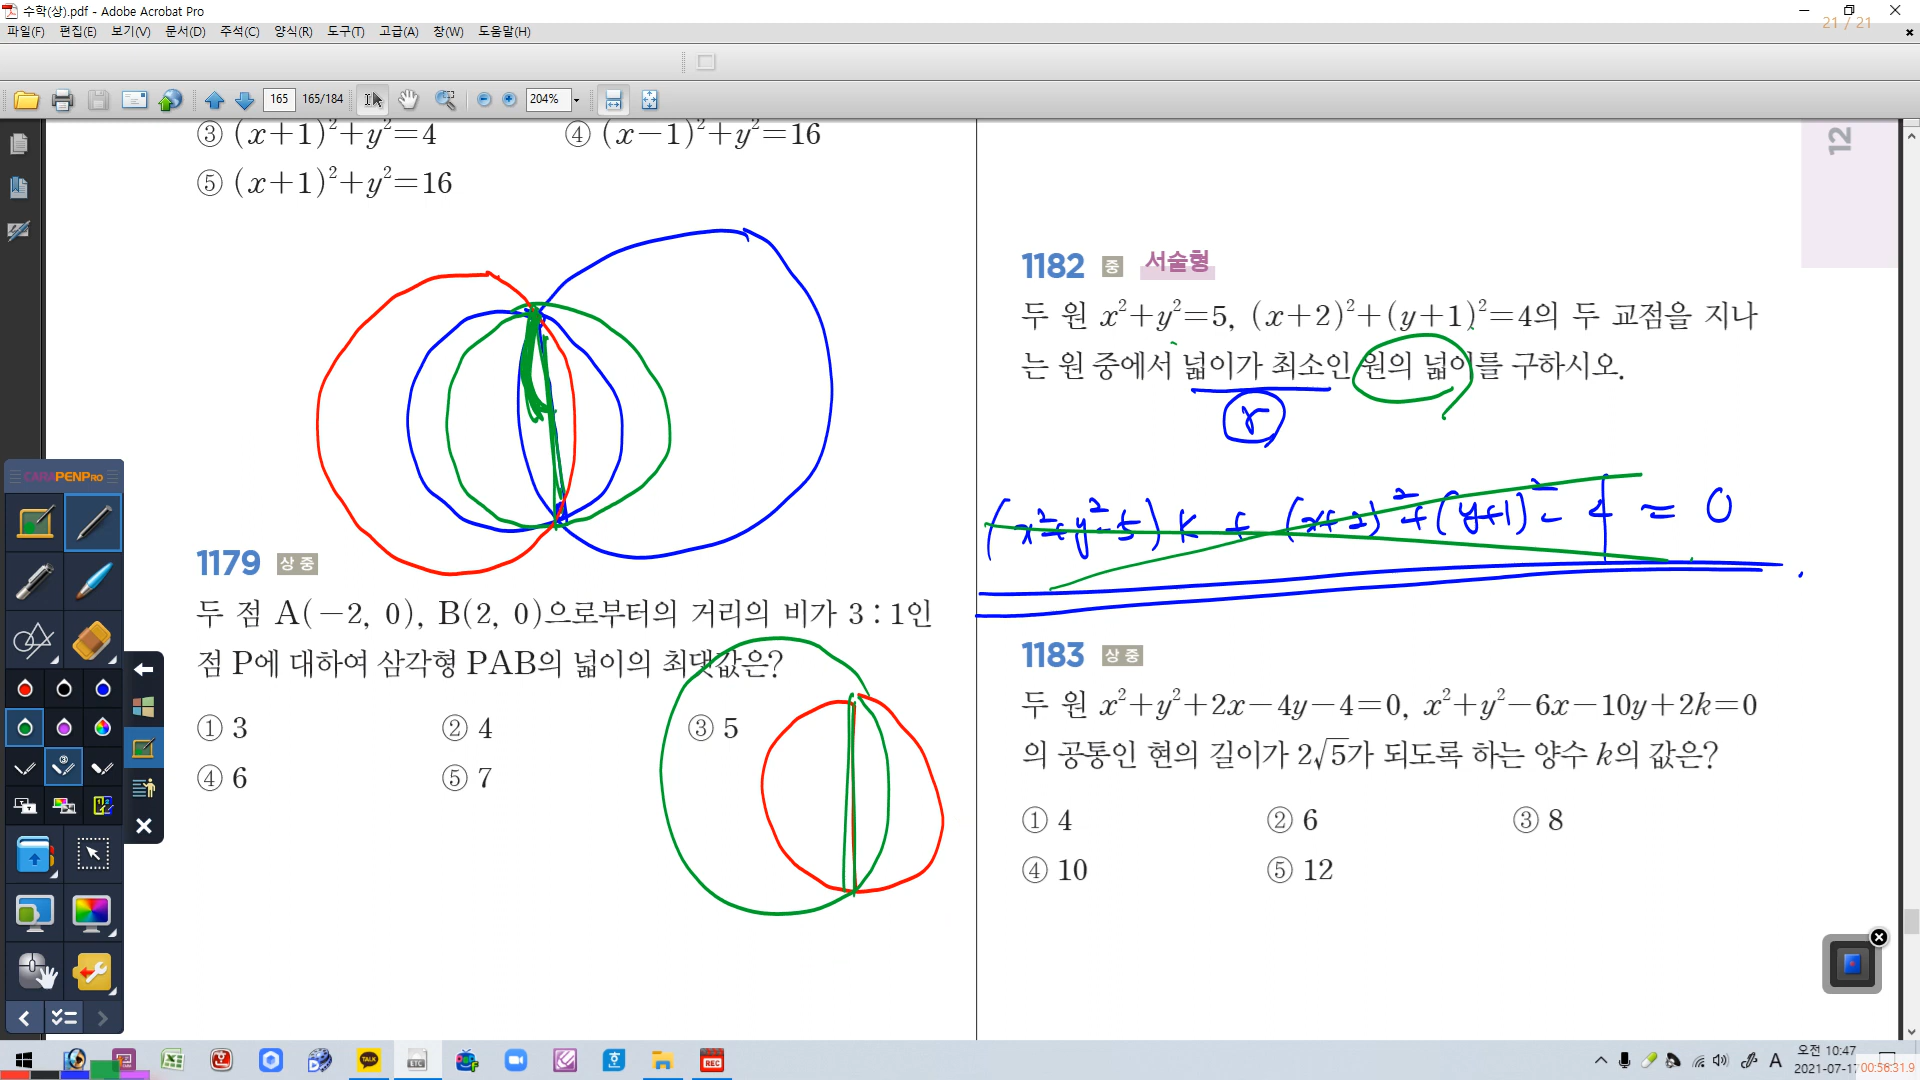 수학(상).pdf - Adobe Acrobat Pro
21 / 21
파일(F) 편집(E) 보기(V) 문서(D) 주석(C) 양식(R) 도구(T) 고급(A) 창(W) 도움말(H)
165 165/184 204%
③ (x+1)²+y²=4 ④ (x−1)²+y²=16
⑤ (x+1)²+y²=16
1179 상 중
두 점 A(−2, 0), B(2, 0)으로부터의 거리의 비가 3 : 1인
점 P에 대하여 삼각형 PAB의 넓이의 최댓값은?
① 3 ② 4 ③ 5
④ 6 ⑤ 7
12
1182 중 서술형
두 원 x²+y²=5, (x+2)²+(y+1)²=4의 두 교점을 지나
는 원 중에서 넓이가 최소인 원의 넓이를 구하시오.
r
(x²+y²-5)k + (x+2)²+(y+1)²-4 = 0
1183 상 중
두 원 x²+y²+2x−4y−4=0, x²+y²−6x−10y+2k=0
의 공통인 현의 길이가 2√5가 되도록 하는 양수 k의 값은?
① 4 ② 6 ③ 8
④ 10 ⑤ 12
CARAPENPRO
TALK
ETC
REC
A
오전 10:47
2021-07-17
00:56:31.9